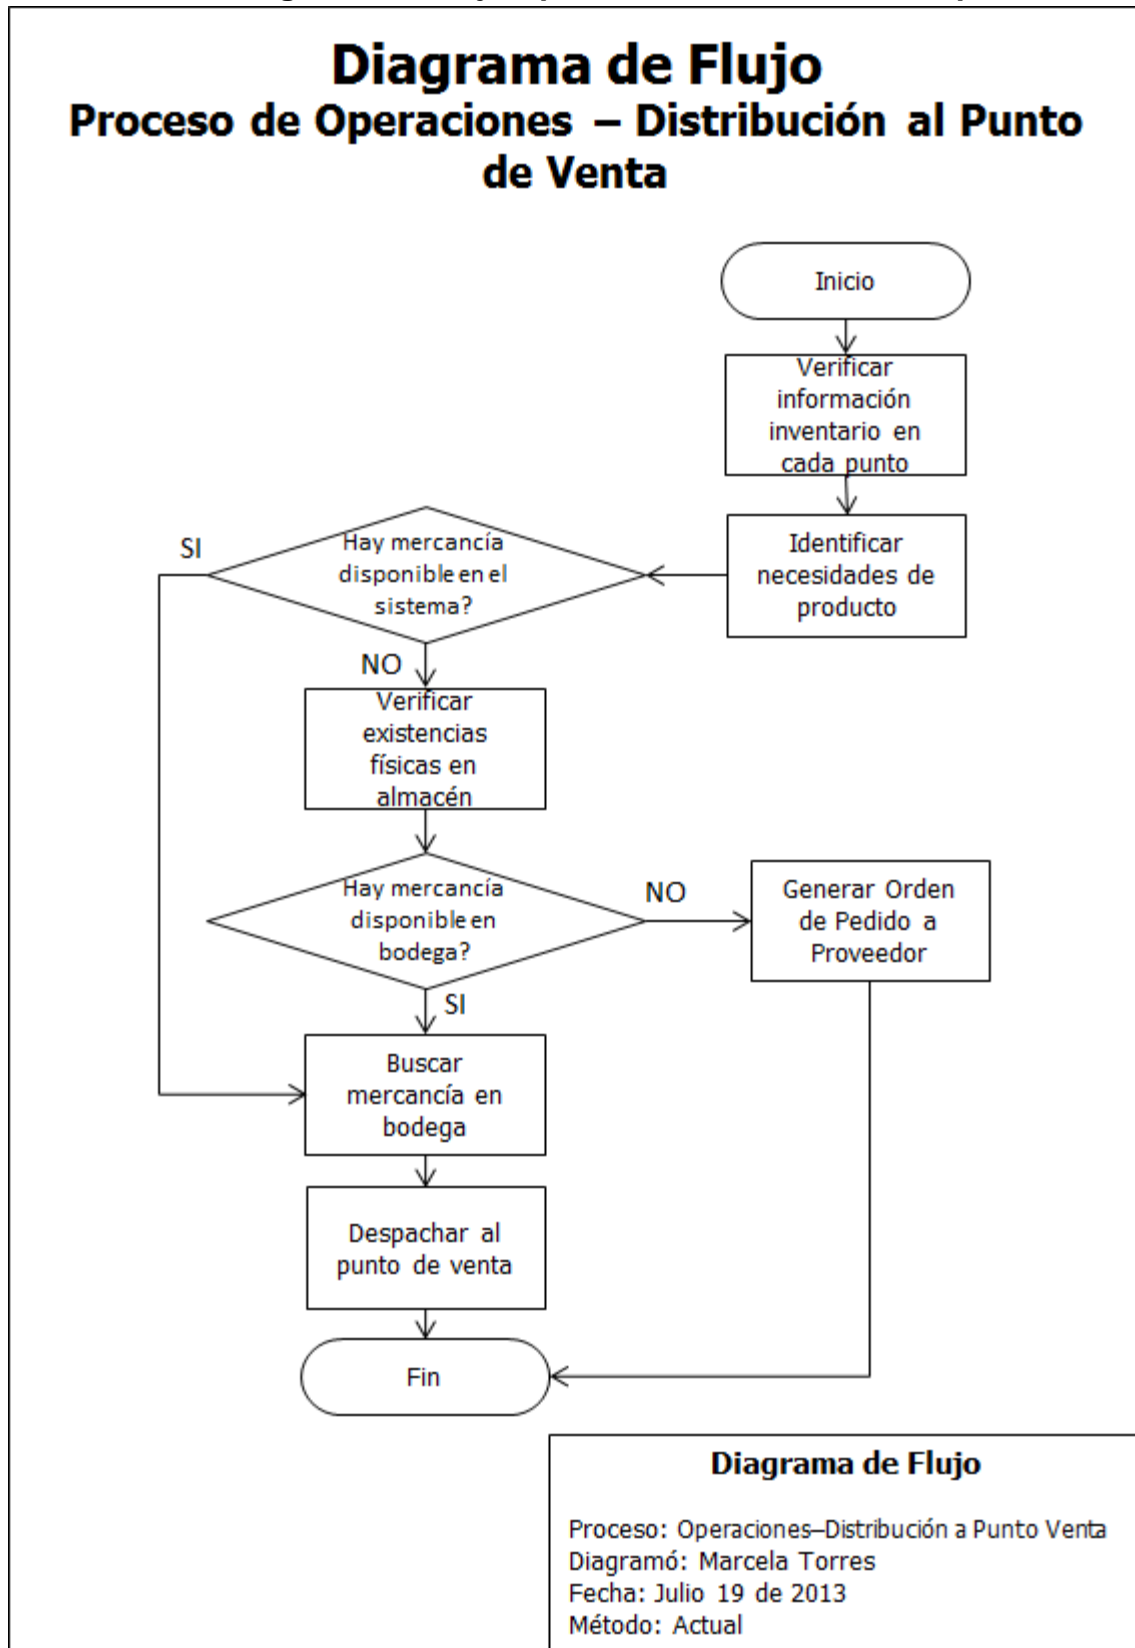 Diagrama de Flujo
Proceso de Operaciones – Distribución al Punto
de Venta
Inicio
Verificar
información
inventario en
cada punto
Identificar
necesidades de
producto
Hay mercancía
disponible en el
sistema?
SI
NO
Verificar
existencias
físicas en
almacén
Hay mercancía
disponible en
bodega?
NO
Generar Orden
de Pedido a
Proveedor
SI
Buscar
mercancía en
bodega
Despachar al
punto de venta
Fin
Diagrama de Flujo
Proceso: Operaciones–Distribución a Punto Venta
Diagramó: Marcela Torres
Fecha: Julio 19 de 2013
Método: Actual